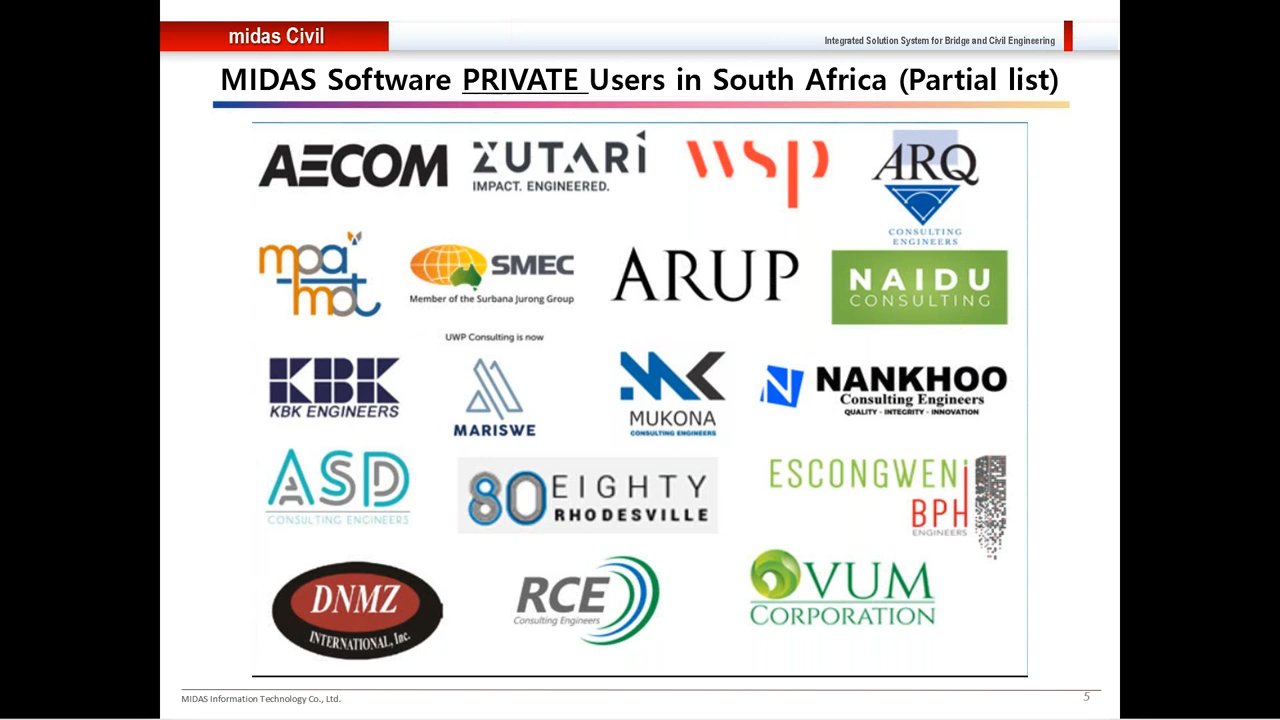 midas Civil
Integrated Solution System for Bridge and Civil Engineering
MIDAS Software PRIVATE Users in South Africa (Partial list)
AECOM
ZUTARI
IMPACT. ENGINEERED.
wsp
ARQ
CONSULTING
ENGINEERS
mpa
mot
SMEC
Member of the Surbana Jurong Group
ARUP
NAIDU
CONSULTING
KBK
KBK ENGINEERS
UWP Consulting is now
MARISWE
MK
MUKONA
CONSULTING ENGINEERS
N
NANKHOO
Consulting Engineers
QUALITY - INTEGRITY - INNOVATION
ASD
CONSULTING ENGINEERS
80
EIGHTY
RHODESVILLE
ESCONGWENI
BPH
ENGINEERS
DNMZ
INTERNATIONAL, Inc.
RCE
Consulting Engineers
OVUM
CORPORATION
MIDAS Information Technology Co., Ltd.
5